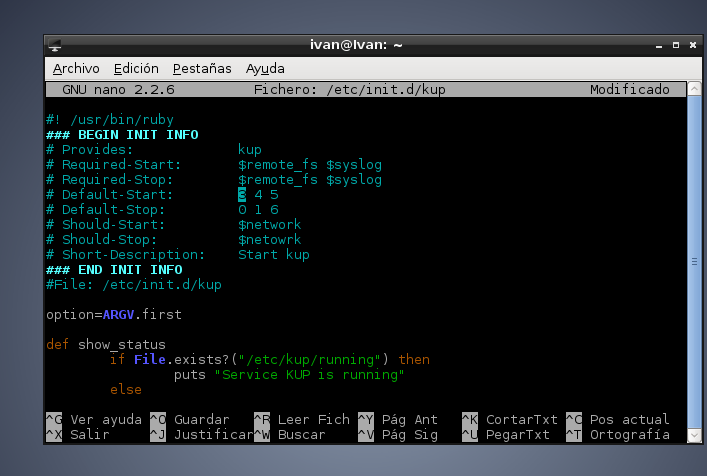 ivan@Ivan: ~
Archivo Edición Pestañas Ayuda
GNU nano 2.2.6 Fichero: /etc/init.d/kup Modificado
#! /usr/bin/ruby
### BEGIN INIT INFO
# Provides: kup
# Required-Start: $remote_fs $syslog
# Required-Stop: $remote_fs $syslog
# Default-Start: 3 4 5
# Default-Stop: 0 1 6
# Should-Start: $network
# Should-Stop: $netowrk
# Short-Description: Start kup
### END INIT INFO
#File: /etc/init.d/kup
option=ARGV.first
def show_status
if File.exists?("/etc/kup/running") then
puts "Service KUP is running"
else
^G Ver ayuda ^O Guardar ^R Leer Fich ^Y Pág Ant ^K CortarTxt ^C Pos actual
^X Salir ^J Justificar ^W Buscar ^V Pág Sig ^U PegarTxt ^T Ortografía